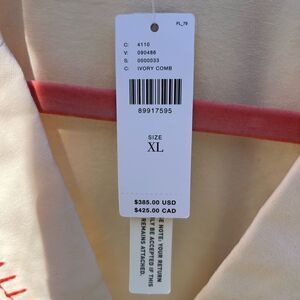 PL_79
C: 4110
V: 090486
S: 0000033
C: IVORY COMB
89917595
SIZE
XL
$385.00 USD
$425.00 CAD
E NOTE: YOUR RETURN
LY BE ACCEPTED IF THIS
REMAINS ATTACHED.